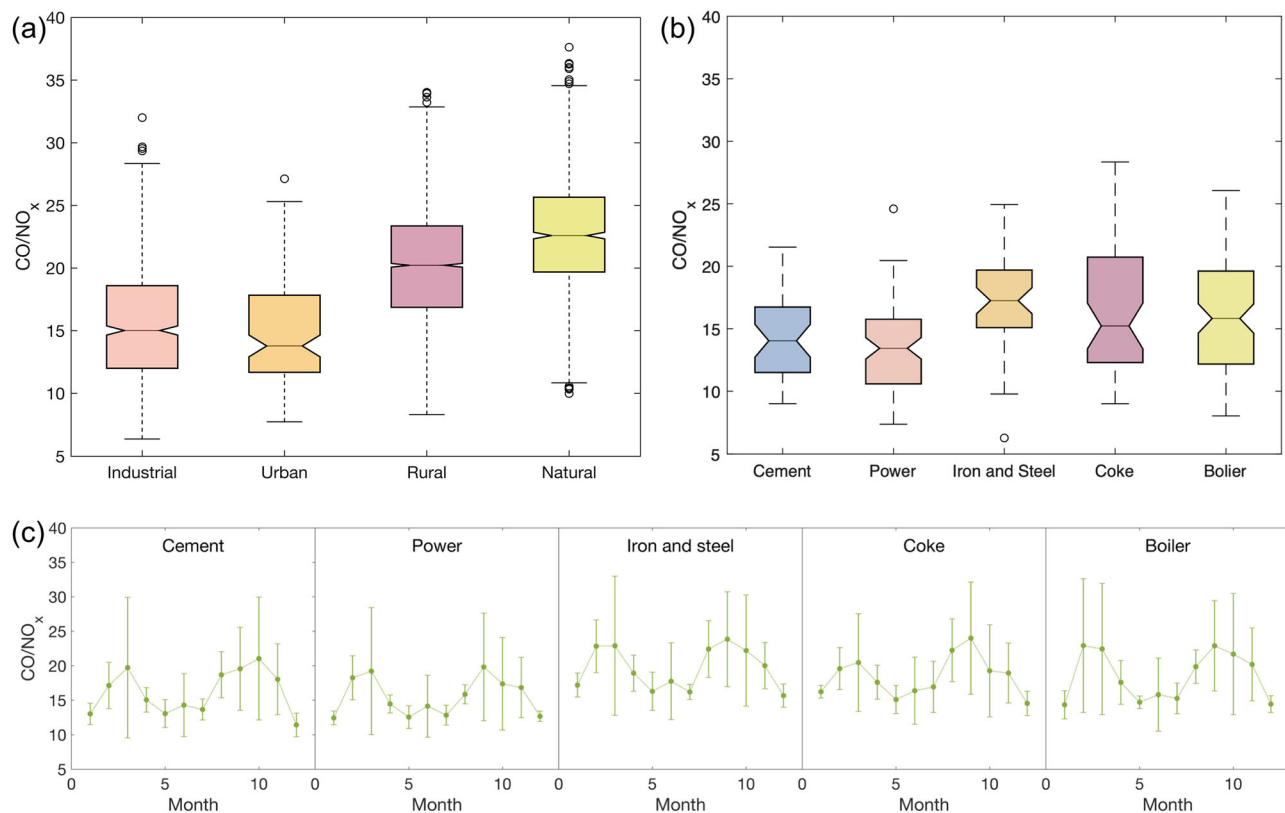 (a)
40
35
30
25
20
15
10
5
CO/NOx
Industrial Urban Rural Natural
(b)
40
35
30
25
20
15
10
5
CO/NOx
Cement Power Iron and Steel Coke Bolier
(c)
40
35
30
25
20
15
10
5
CO/NOx
Cement Power Iron and steel Coke Boiler
0 5 10 0 5 10 0 5 10 0 5 10 0 5 10
Month Month Month Month Month